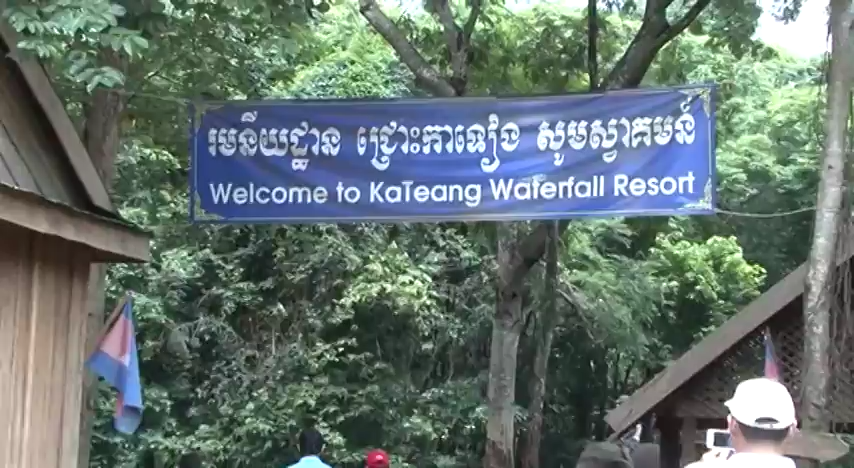 រមនីយដ្ឋាន ជ្រោះកាទៀង សូមស្វាគមន៍
Welcome to KaTeang Waterfall Resort